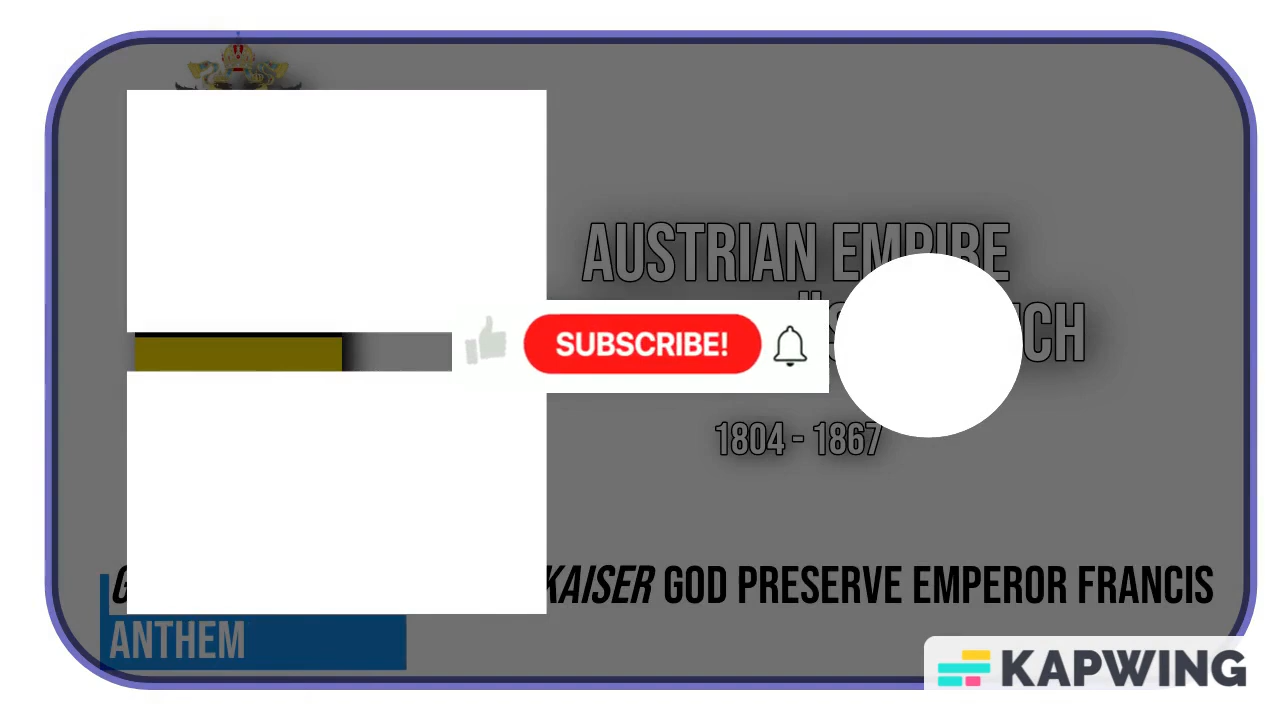 AUSTRIAN EMPIRE
SUBSCRIBE!
1804 - 1867
KAISER GOD PRESERVE EMPEROR FRANCIS
ANTHEM
KAPWING